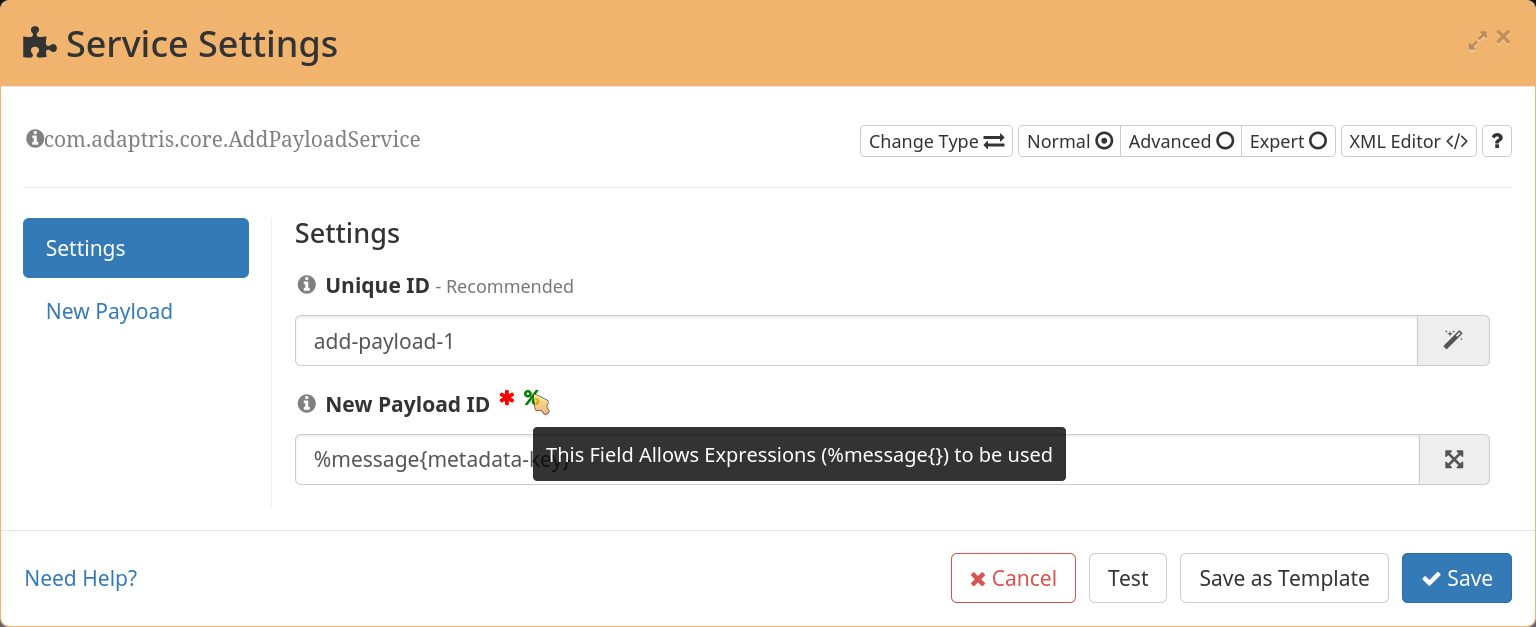 Service Settings
com.adaptris.core.AddPayloadService
Change Type
Normal
Advanced
Expert
XML Editor </>
?
Settings
New Payload
Settings
Unique ID - Recommended
add-payload-1
New Payload ID * %
%message{metadata-key}
This Field Allows Expressions (%message{}) to be used
Need Help?
Cancel
Test
Save as Template
Save